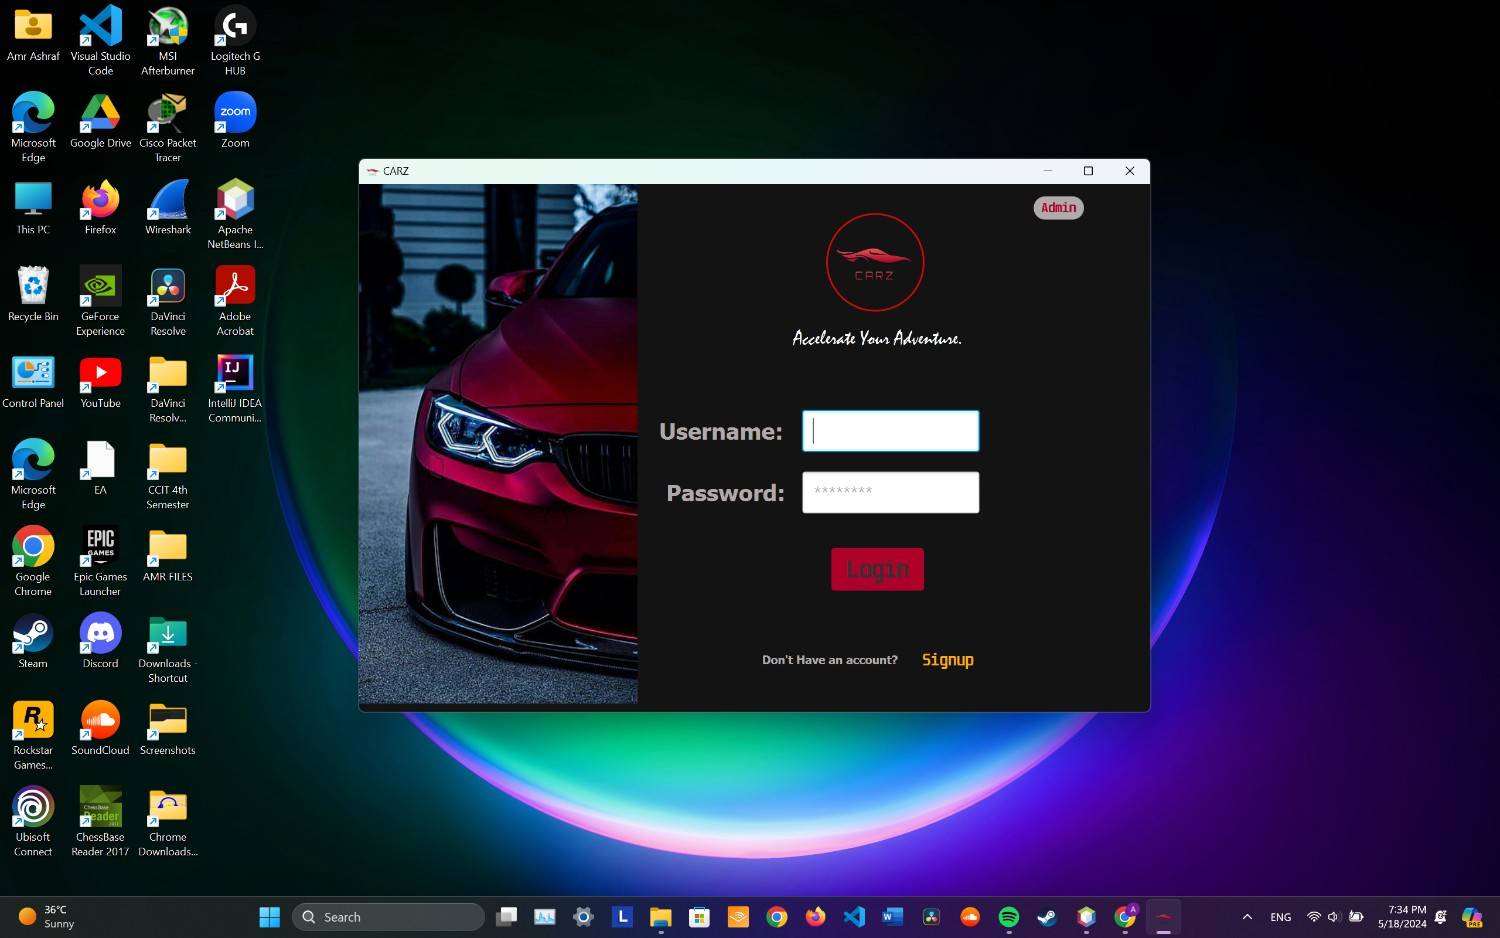 Amr Ashraf
Visual Studio
Code
MSI
Afterburner
Logitech G
HUB
Microsoft
Edge
Google Drive
Cisco Packet
Tracer
zoom
Zoom
This PC
Firefox
Wireshark
Apache
NetBeans I...
Recycle Bin
GeForce
Experience
DaVinci
Resolve
Adobe
Acrobat
Control Panel
YouTube
DaVinci
Resolv...
IJ
IntelliJ IDEA
Communi...
Microsoft
Edge
EA
CCIT 4th
Semester
Google
Chrome
EPIC
GAMES
Epic Games
Launcher
AMR FILES
Steam
Discord
Downloads -
Shortcut
R
Rockstar
Games...
SoundCloud
Screenshots
Ubisoft
Connect
ChessBase
Reader
ChessBase
Reader 2017
Chrome
Downloads...
CARZ
Admin
CARZ
Accelerate Your Adventure.
Username:
Password:
********
Login
Don't Have an account?
Signup
36°C
Sunny
Search
L
W
A
ENG
7:34 PM
5/18/2024
PRE